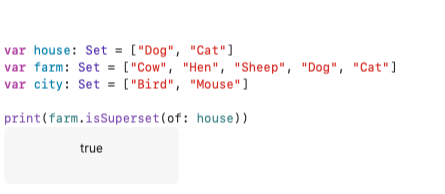 var house: Set = ["Dog", "Cat"]
var farm: Set = ["Cow", "Hen", "Sheep", "Dog", "Cat"]
var city: Set = ["Bird", "Mouse"]
print(farm.isSuperset(of: house))
true